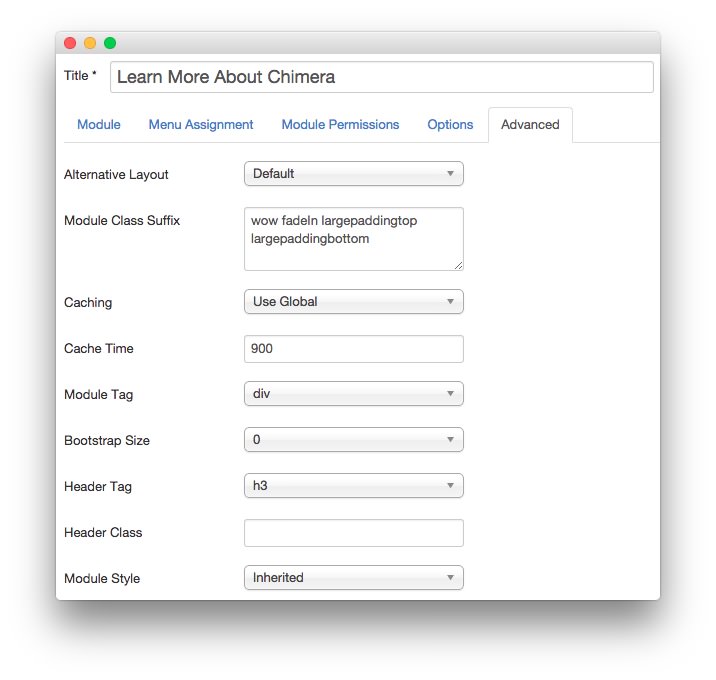 Title * Learn More About Chimera
Module Menu Assignment Module Permissions Options Advanced
Alternative Layout Default
Module Class Suffix wow fadeIn largepaddingtop
largepaddingbottom
Caching Use Global
Cache Time 900
Module Tag div
Bootstrap Size 0
Header Tag h3
Header Class
Module Style Inherited